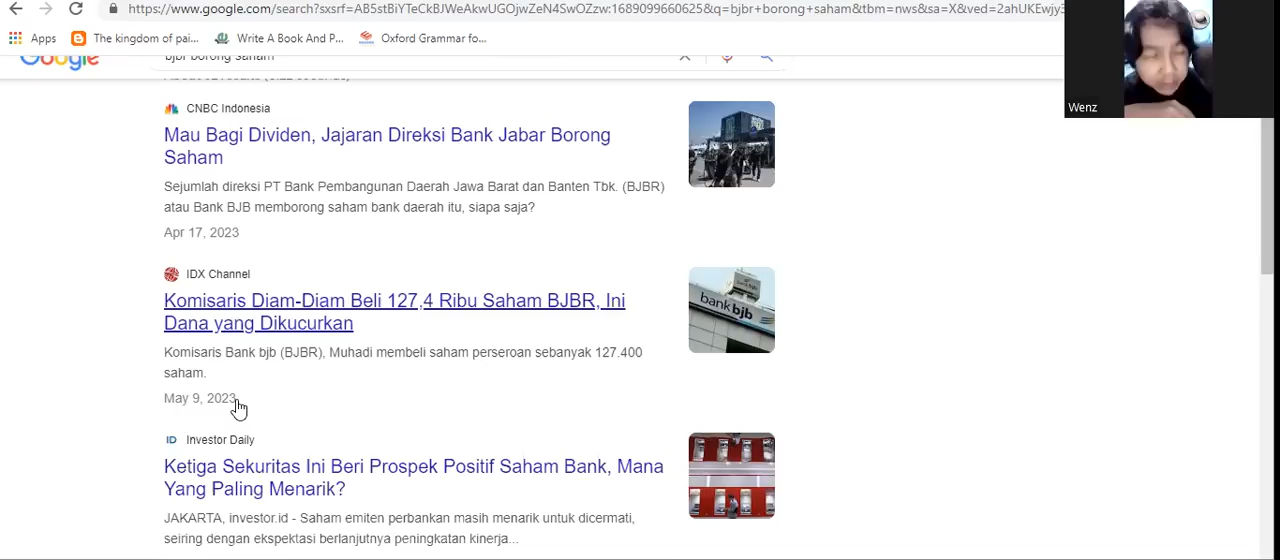 https://www.google.com/search?sxsrf=AB5stBiYTeCkBJWeAkwUGOjwZeN4SwOZzw:1689099660625&q=bjbr+borong+saham&tbm=nws&sa=X&ved=2ahUKEwjy3
Apps
The kingdom of pai...
Write A Book And P...
Oxford Grammar fo...
Google
bjbr borong saham
Wenz
CNBC Indonesia
Mau Bagi Dividen, Jajaran Direksi Bank Jabar Borong
Saham
Sejumlah direksi PT Bank Pembangunan Daerah Jawa Barat dan Banten Tbk. (BJBR)
atau Bank BJB memborong saham bank daerah itu, siapa saja?
Apr 17, 2023
IDX Channel
Komisaris Diam-Diam Beli 127,4 Ribu Saham BJBR, Ini
Dana yang Dikucurkan
bank bjb
Komisaris Bank bjb (BJBR), Muhadi membeli saham perseroan sebanyak 127.400
saham.
May 9, 2023
ID Investor Daily
Ketiga Sekuritas Ini Beri Prospek Positif Saham Bank, Mana
Yang Paling Menarik?
JAKARTA, investor.id - Saham emiten perbankan masih menarik untuk dicermati,
seiring dengan ekspektasi berlanjutnya peningkatan kinerja...